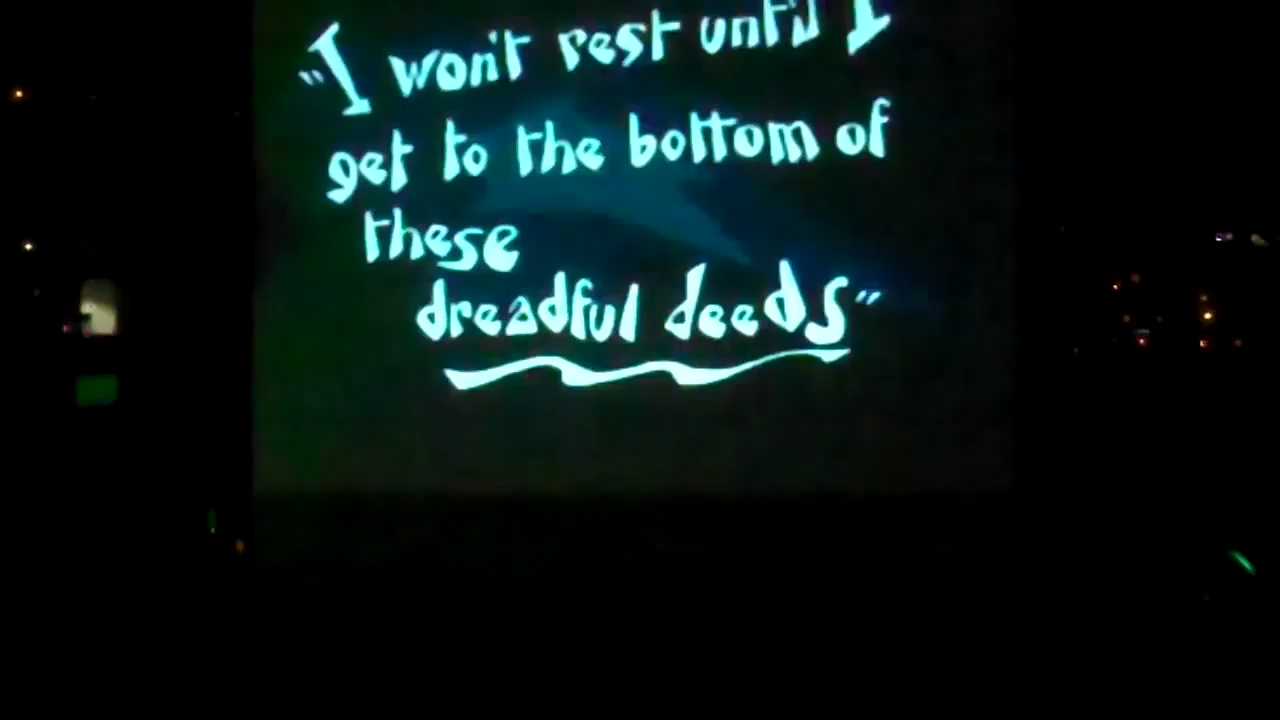 "I won't rest until I
get to the bottom of
these
dreadful deeds"